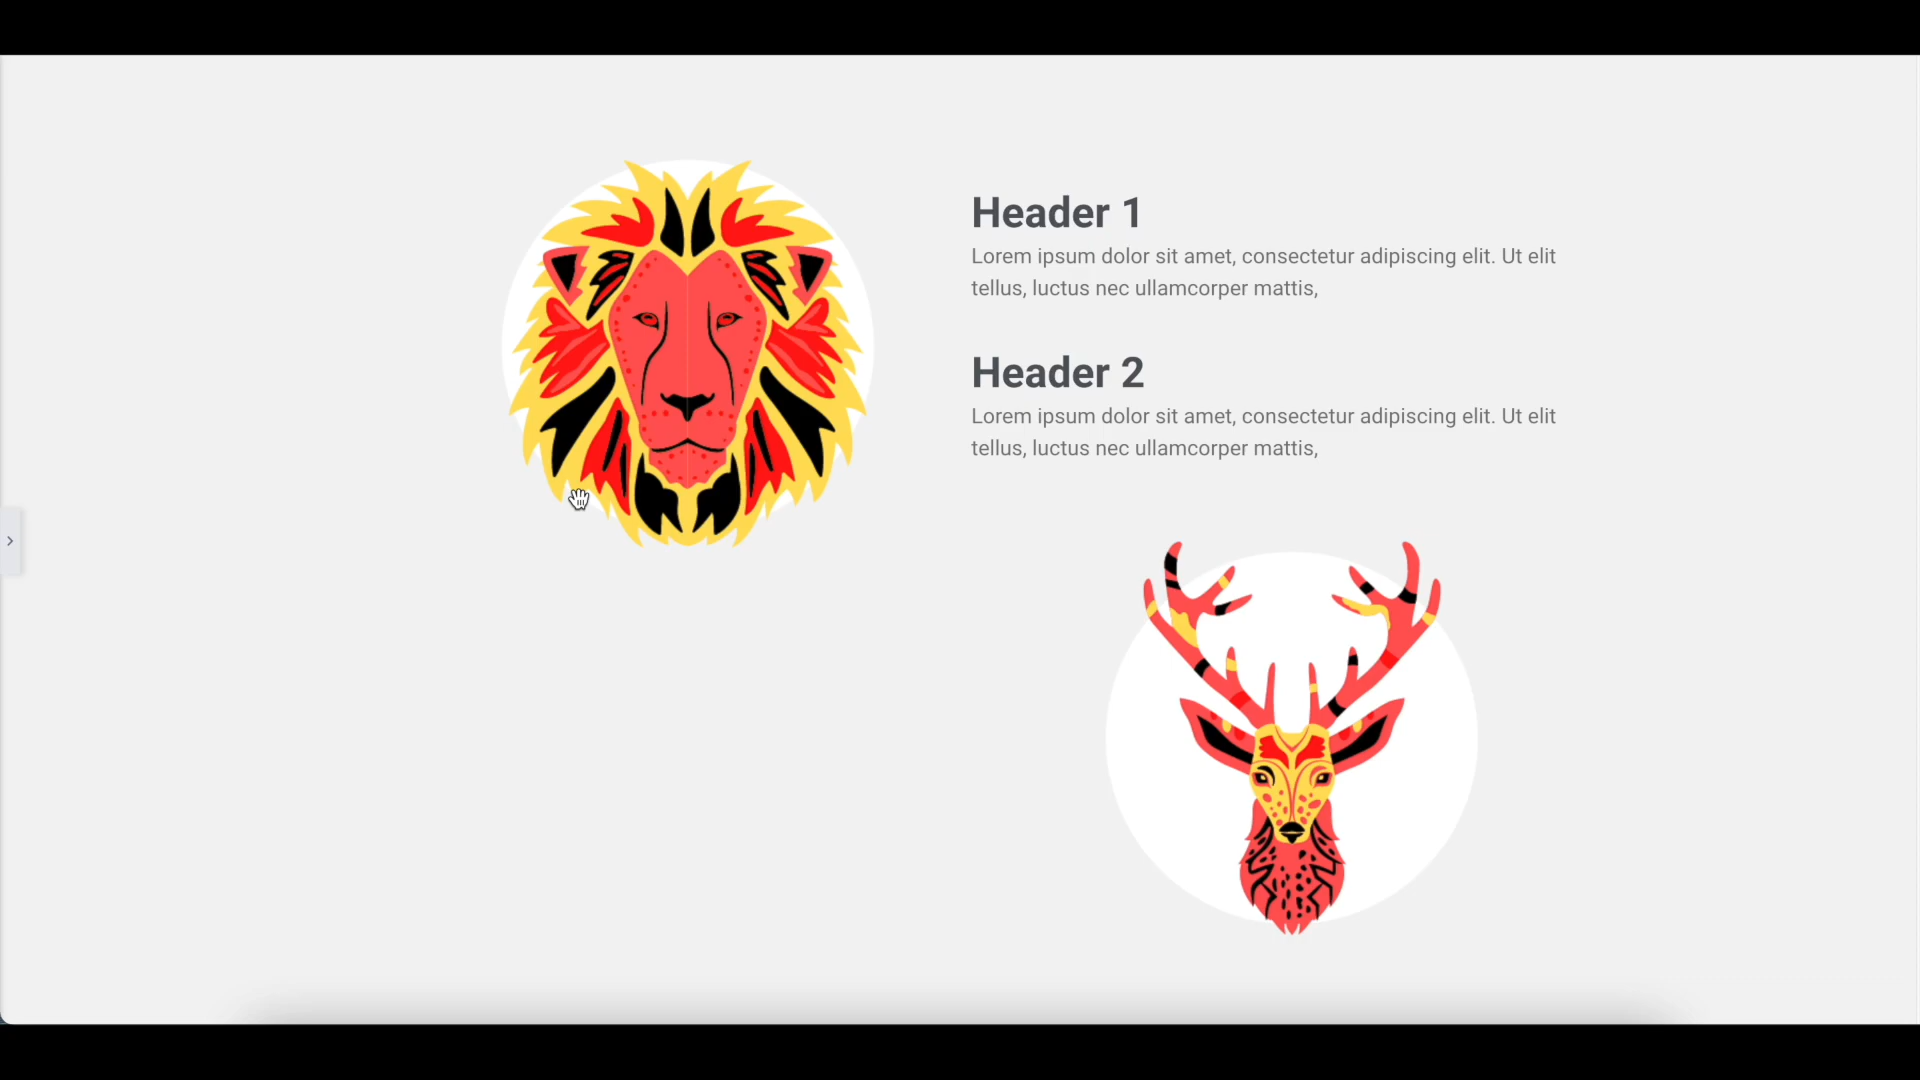 Header 1
Lorem ipsum dolor sit amet, consectetur adipiscing elit. Ut elit
tellus, luctus nec ullamcorper mattis,
Header 2
Lorem ipsum dolor sit amet, consectetur adipiscing elit. Ut elit
tellus, luctus nec ullamcorper mattis,